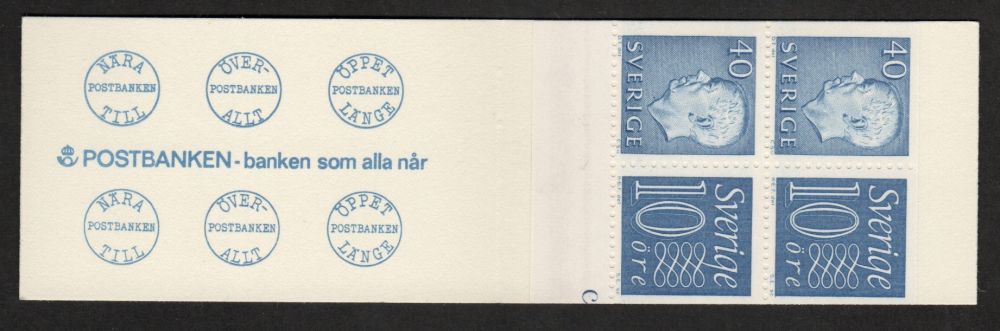 NÄRA
POSTBANKEN
TILL
ÖVER-
POSTBANKEN
ALLT
ÖPPET
POSTBANKEN
LÄNGE
POSTBANKEN - banken som alla når
NÄRA
POSTBANKEN
TILL
ÖVER-
POSTBANKEN
ALLT
ÖPPET
POSTBANKEN
LÄNGE
40
SVERIGE
40
SVERIGE
Sverige
10
öre
Sverige
10
öre
C